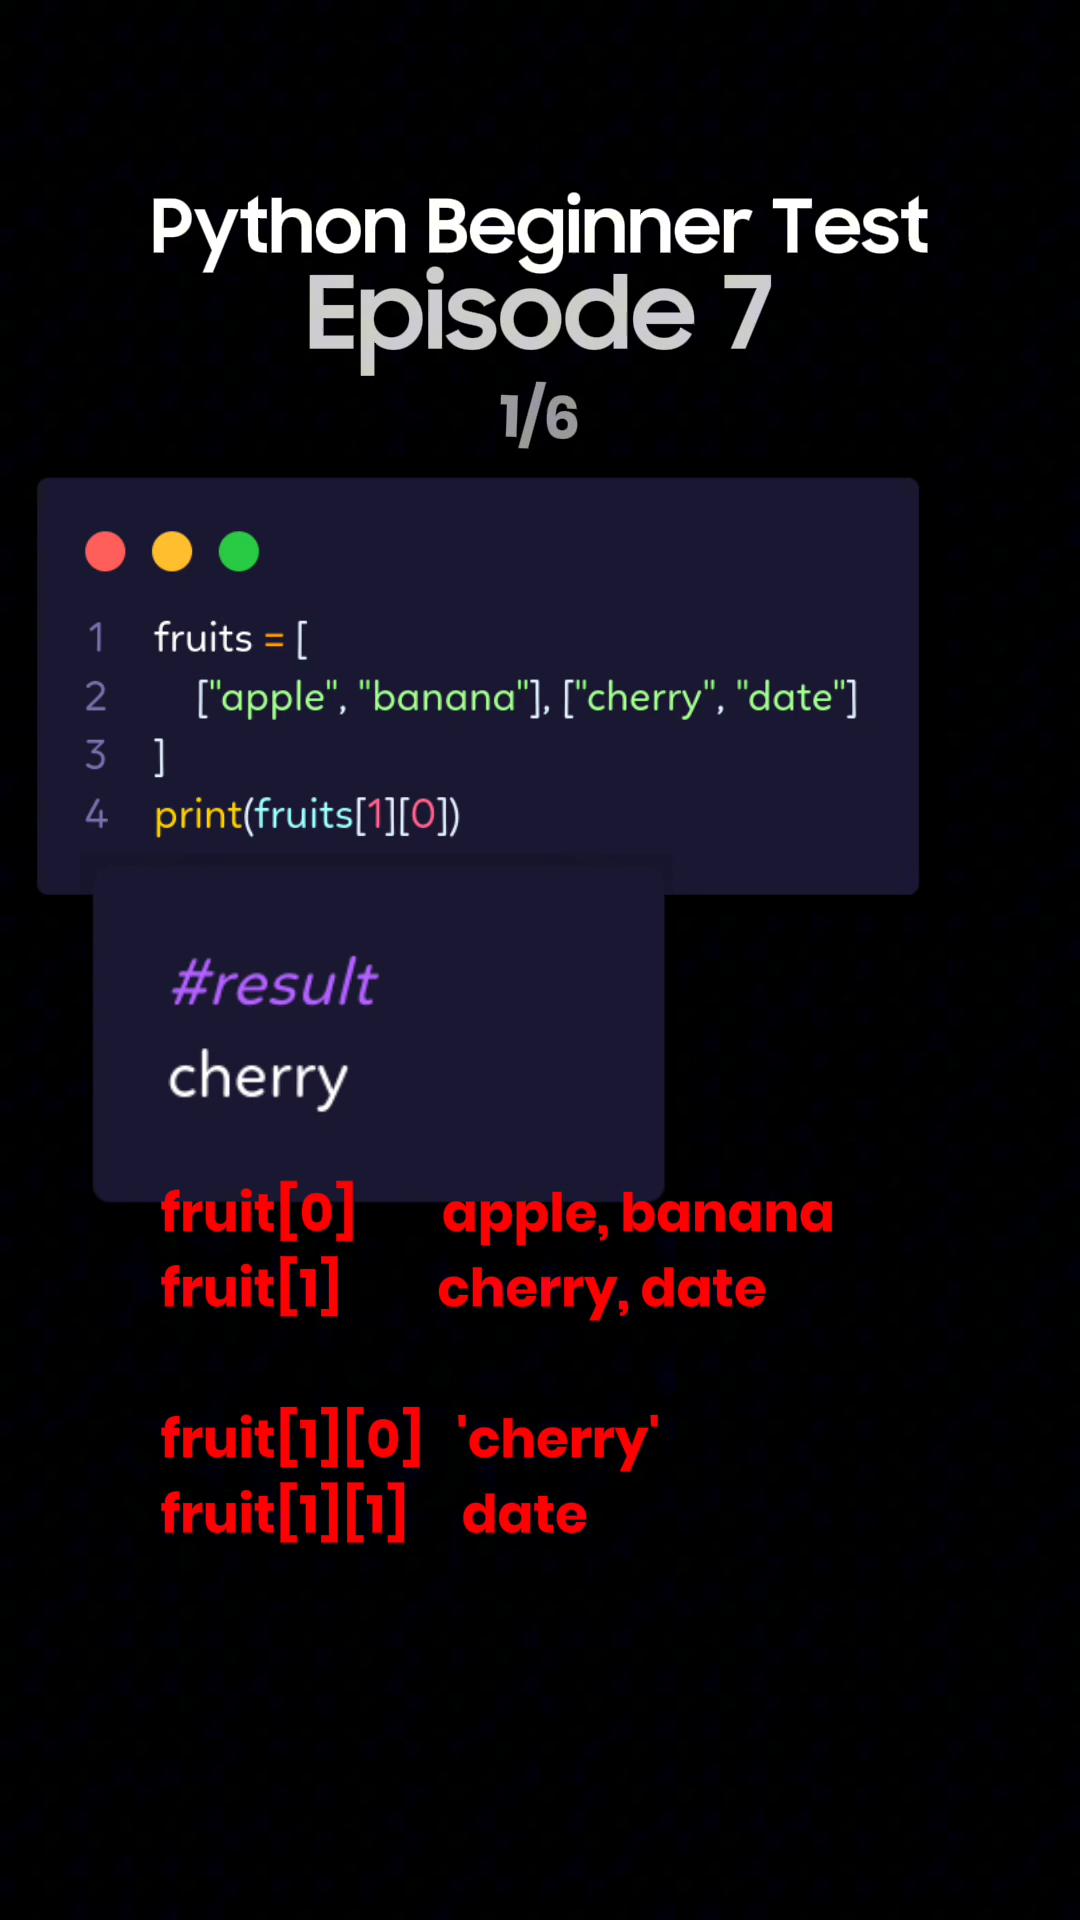 Python Beginner Test
Episode 7
1/6
1 fruits = [
2 ["apple", "banana"], ["cherry", "date"]
3 ]
4 print(fruits[1][0])
#result
cherry
fruit[0] apple, banana
fruit[1] cherry, date
fruit[1][0] 'cherry'
fruit[1][1] date